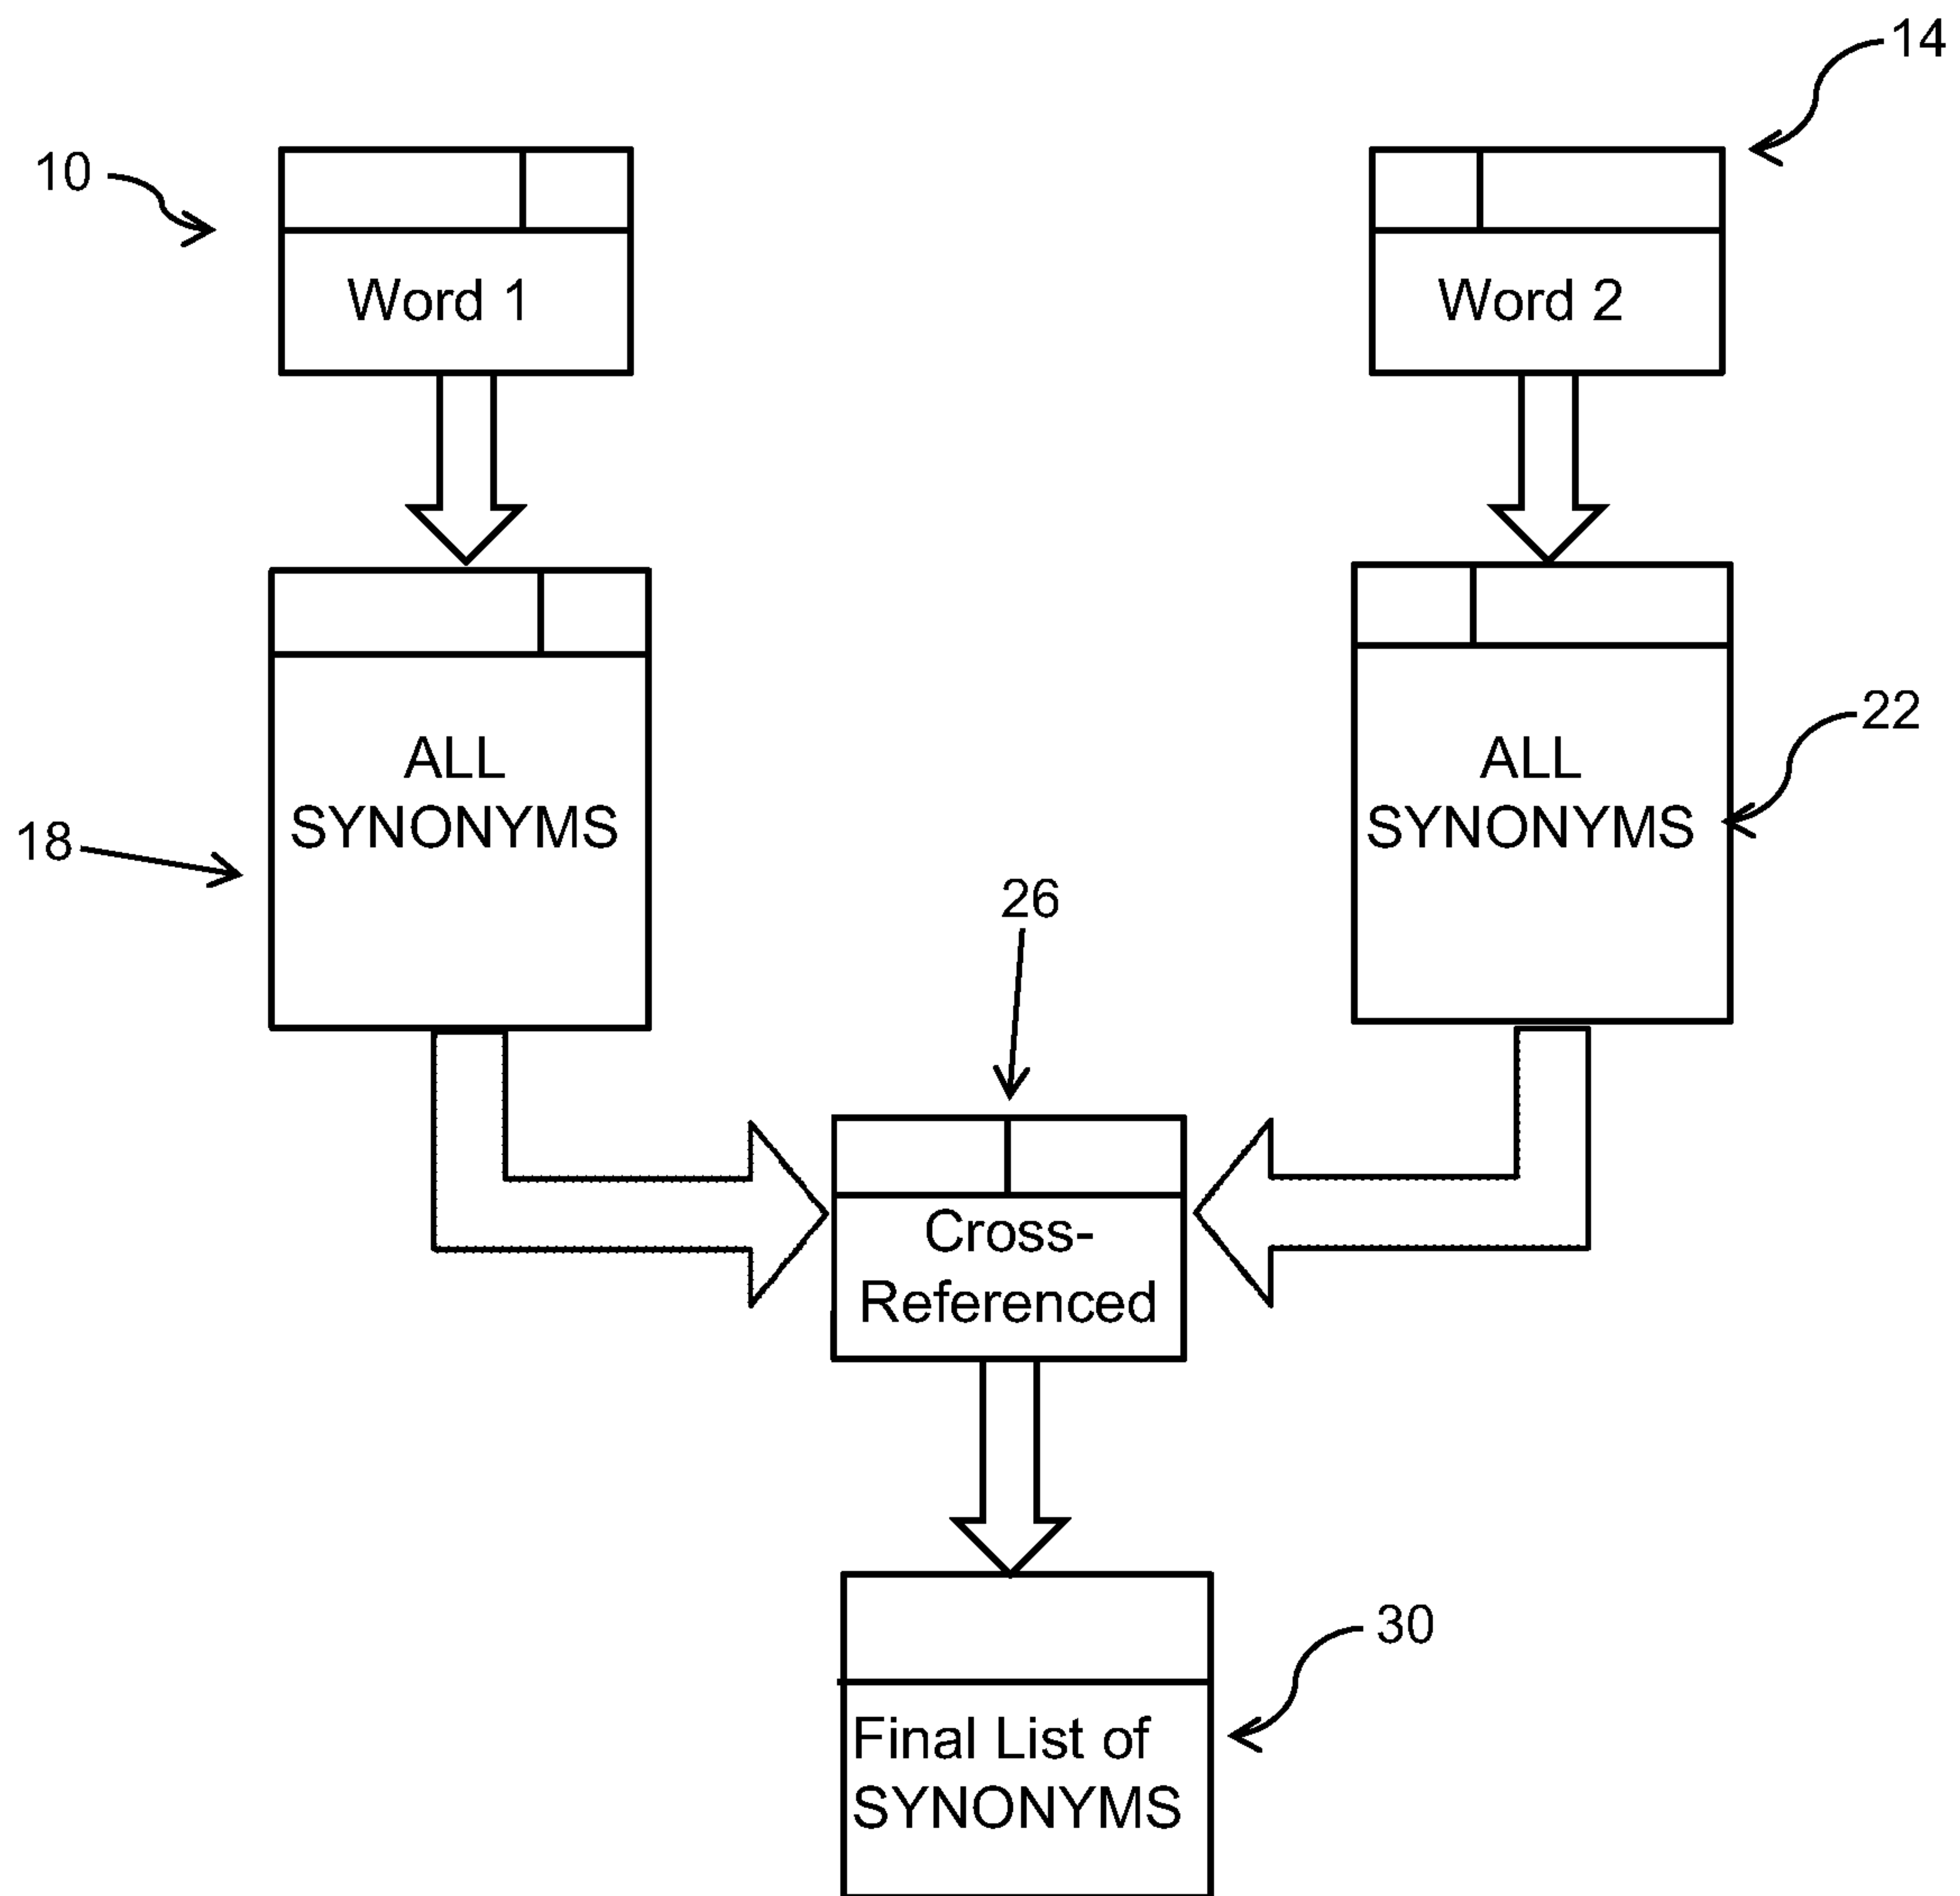 14
10
Word 1
Word 2
ALL
SYNONYMS
ALL
SYNONYMS
22
18
26
Cross-
Referenced
30
Final List of
SYNONYMS